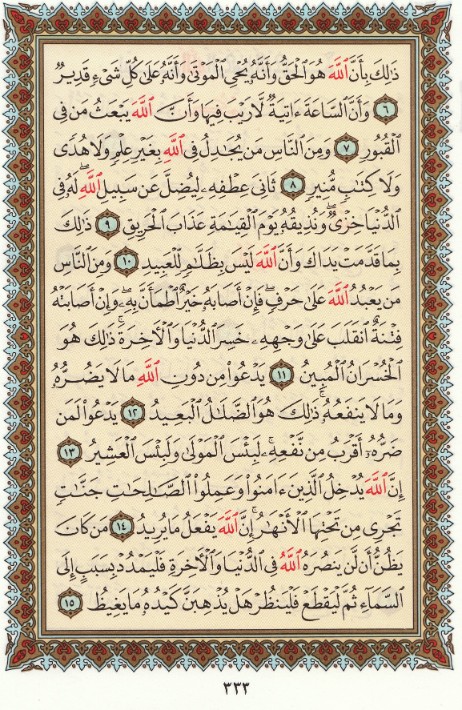 ذَٰلِكَ بِأَنَّ ٱللَّهَ هُوَ ٱلْحَقُّ وَأَنَّهُۥ يُحْىِ ٱلْمَوْتَىٰ وَأَنَّهُۥ عَلَىٰ كُلِّ شَىْءٍ قَدِيرٌ
٦ وَأَنَّ ٱلسَّاعَةَ ءَاتِيَةٌ لَّا رَيْبَ فِيهَا وَأَنَّ ٱللَّهَ يَبْعَثُ مَن فِى
ٱلْقُبُورِ ٧ وَمِنَ ٱلنَّاسِ مَن يُجَٰدِلُ فِى ٱللَّهِ بِغَيْرِ عِلْمٍ وَلَا هُدًى
وَلَا كِتَٰبٍ مُّنِيرٍ ٨ ثَانِىَ عِطْفِهِۦ لِيُضِلَّ عَن سَبِيلِ ٱللَّهِ ۖ لَهُۥ فِى
ٱلدُّنْيَا خِزْىٌ ۖ وَنُذِيقُهُۥ يَوْمَ ٱلْقِيَٰمَةِ عَذَابَ ٱلْحَرِيقِ ٩ ذَٰلِكَ
بِمَا قَدَّمَتْ يَدَاكَ وَأَنَّ ٱللَّهَ لَيْسَ بِظَلَّٰمٍ لِّلْعَبِيدِ ١٠ وَمِنَ ٱلنَّاسِ
مَن يَعْبُدُ ٱللَّهَ عَلَىٰ حَرْفٍ ۖ فَإِنْ أَصَابَهُۥ خَيْرٌ ٱطْمَأَنَّ بِهِۦ ۖ وَإِنْ أَصَابَتْهُ
فِتْنَةٌ ٱنقَلَبَ عَلَىٰ وَجْهِهِۦ خَسِرَ ٱلدُّنْيَا وَٱلْـَٔاخِرَةَ ۚ ذَٰلِكَ هُوَ
ٱلْخُسْرَانُ ٱلْمُبِينُ ١١ يَدْعُوا۟ مِن دُونِ ٱللَّهِ مَا لَا يَضُرُّهُۥ
وَمَا لَا يَنفَعُهُۥ ۚ ذَٰلِكَ هُوَ ٱلضَّلَٰلُ ٱلْبَعِيدُ ١٢ يَدْعُوا۟ لَمَن
ضَرُّهُۥٓ أَقْرَبُ مِن نَّفْعِهِۦ ۚ لَبِئْسَ ٱلْمَوْلَىٰ وَلَبِئْسَ ٱلْعَشِيرُ ١٣
إِنَّ ٱللَّهَ يُدْخِلُ ٱلَّذِينَ ءَامَنُوا۟ وَعَمِلُوا۟ ٱلصَّٰلِحَٰتِ جَنَّٰتٍ
تَجْرِى مِن تَحْتِهَا ٱلْأَنْهَٰرُ ۚ إِنَّ ٱللَّهَ يَفْعَلُ مَا يُرِيدُ ١٤ مَن كَانَ
يَظُنُّ أَن لَّن يَنصُرَهُ ٱللَّهُ فِى ٱلدُّنْيَا وَٱلْـَٔاخِرَةِ فَلْيَمْدُدْ بِسَبَبٍ إِلَى
ٱلسَّمَآءِ ثُمَّ لْيَقْطَعْ فَلْيَنظُرْ هَلْ يُذْهِبَنَّ كَيْدُهُۥ مَا يَغِيظُ ١٥
٣٣٣